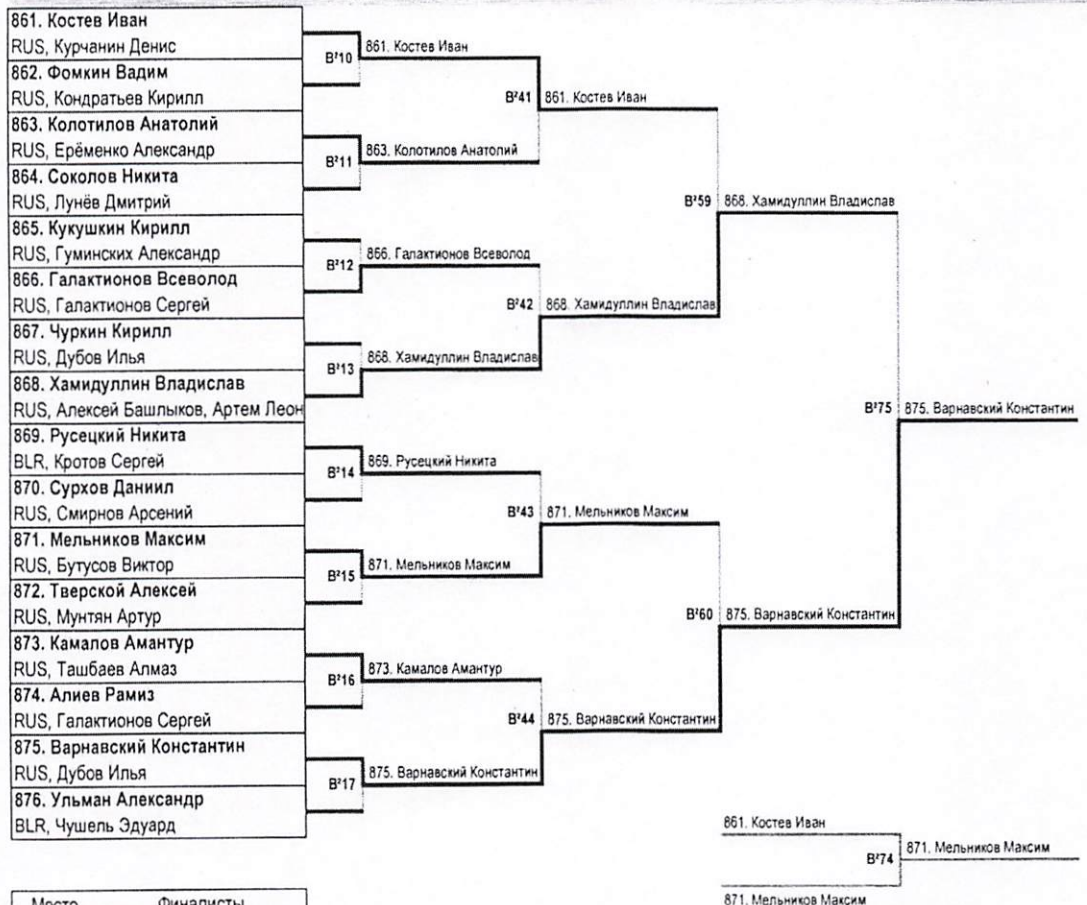 861. Костев Иван
RUS, Курчанин Денис
862. Фомкин Вадим
RUS, Кондратьев Кирилл
863. Колотилов Анатолий
RUS, Ерёменко Александр
864. Соколов Никита
RUS, Лунёв Дмитрий
865. Кукушкин Кирилл
RUS, Гуминских Александр
866. Галактионов Всеволод
RUS, Галактионов Сергей
867. Чуркин Кирилл
RUS, Дубов Илья
868. Хамидуллин Владислав
RUS, Алексей Башлыков, Артем Леон
869. Русецкий Никита
BLR, Кротов Сергей
870. Сурхов Даниил
RUS, Смирнов Арсений
871. Мельников Максим
RUS, Бутусов Виктор
872. Тверской Алексей
RUS, Мунтян Артур
873. Камалов Амантур
RUS, Ташбаев Алмаз
874. Алиев Рамиз
RUS, Галактионов Сергей
875. Варнавский Константин
RUS, Дубов Илья
876. Ульман Александр
BLR, Чушель Эдуард
B²10
861. Костев Иван
B²11
863. Колотилов Анатолий
B²12
866. Галактионов Всеволод
B²13
868. Хамидуллин Владислав
B²14
869. Русецкий Никита
B²15
871. Мельников Максим
B²16
873. Камалов Амантур
B²17
875. Варнавский Константин
B²41
861. Костев Иван
B²42
868. Хамидуллин Владислав
B²43
871. Мельников Максим
B²44
875. Варнавский Константин
B²59
868. Хамидуллин Владислав
B²60
875. Варнавский Константин
B²75
875. Варнавский Константин
861. Костев Иван
B²74
871. Мельников Максим
871. Мельников Максим
Место Финалисты